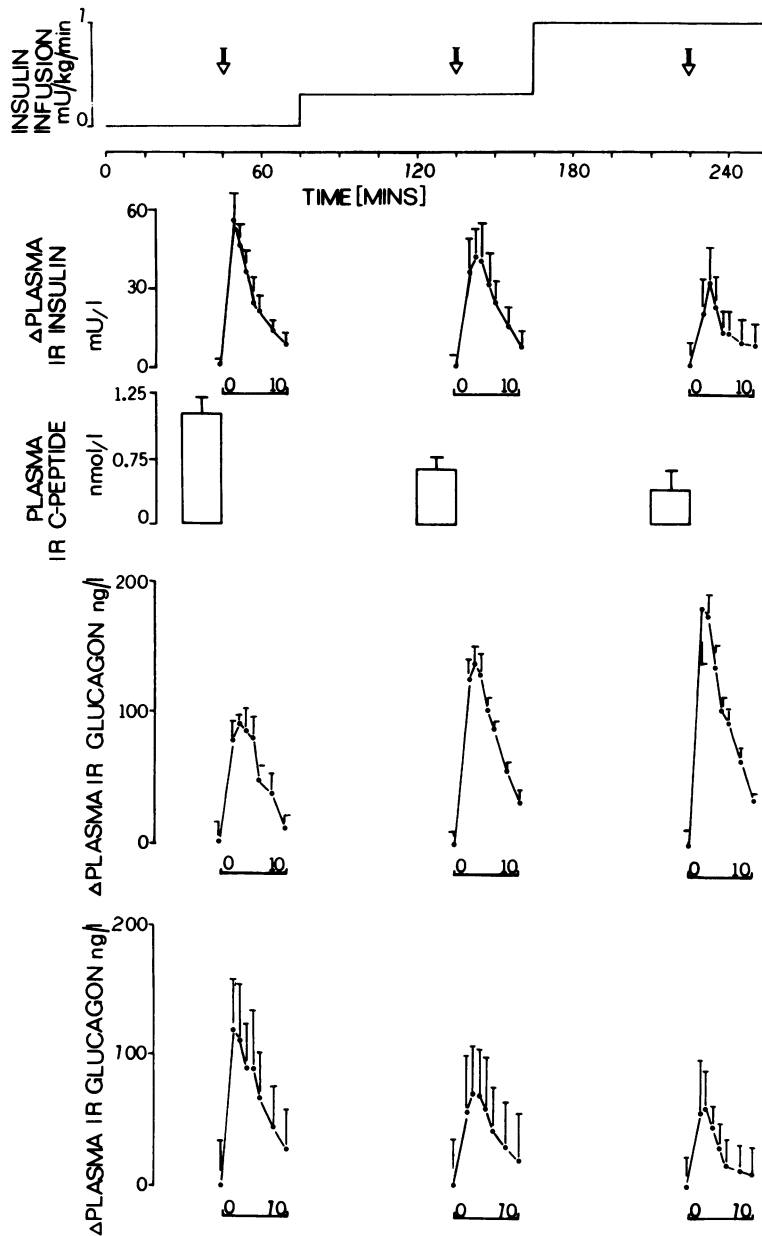 INSULIN
INFUSION
mU/kg/min
1
0
0 60 120 180 240
TIME [MINS]
ΔPLASMA
IR INSULIN
mU/l
60
30
0
0 10
0 10
0 10
PLASMA
IR C-PEPTIDE
nmol/l
1.25
0.75
0
ΔPLASMA IR GLUCAGON ng/l
200
100
0
0 10
0 10
0 10
ΔPLASMA IR GLUCAGON ng/l
200
100
0
0 10
0 10
0 10